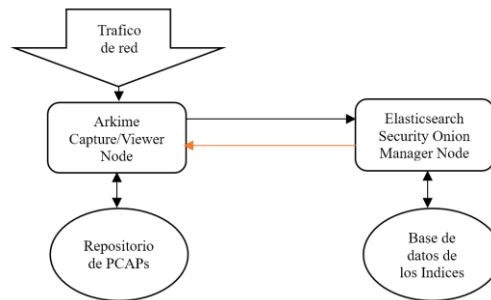 Trafico
de red
Arkime
Capture/Viewer
Node
Elasticsearch
Security Onion
Manager Node
Repositorio
de PCAPs
Base de
datos de
los Indices